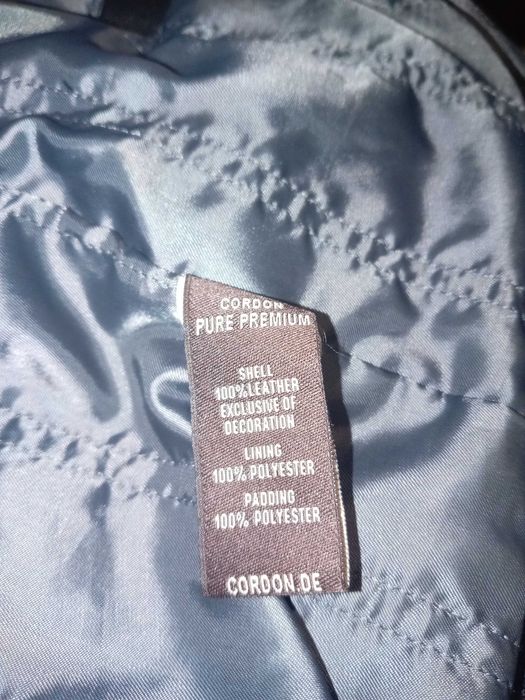 CORDON
PURE PREMIUM
SHELL
100%LEATHER
EXCLUSIVE OF
DECORATION
LINING
100% POLYESTER
PADDING
100% POLYESTER
CORDON.DE